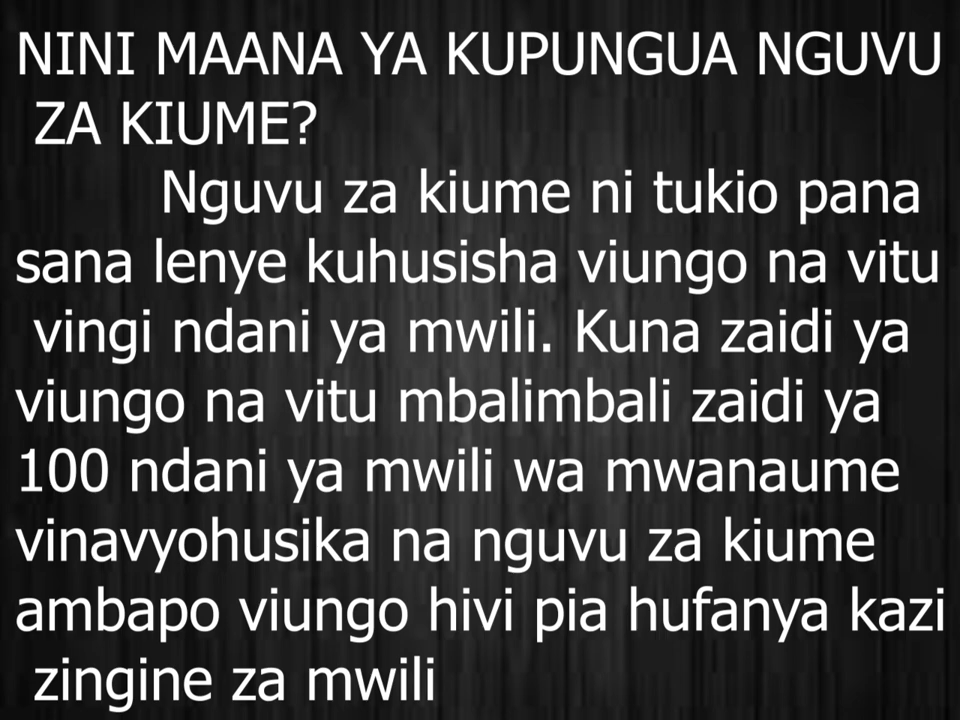 NINI MAANA YA KUPUNGUA NGUVU
ZA KIUME?
Nguvu za kiume ni tukio pana
sana lenye kuhusisha viungo na vitu
vingi ndani ya mwili. Kuna zaidi ya
viungo na vitu mbalimbali zaidi ya
100 ndani ya mwili wa mwanaume
vinavyohusika na nguvu za kiume
ambapo viungo hivi pia hufanya kazi
zingine za mwili